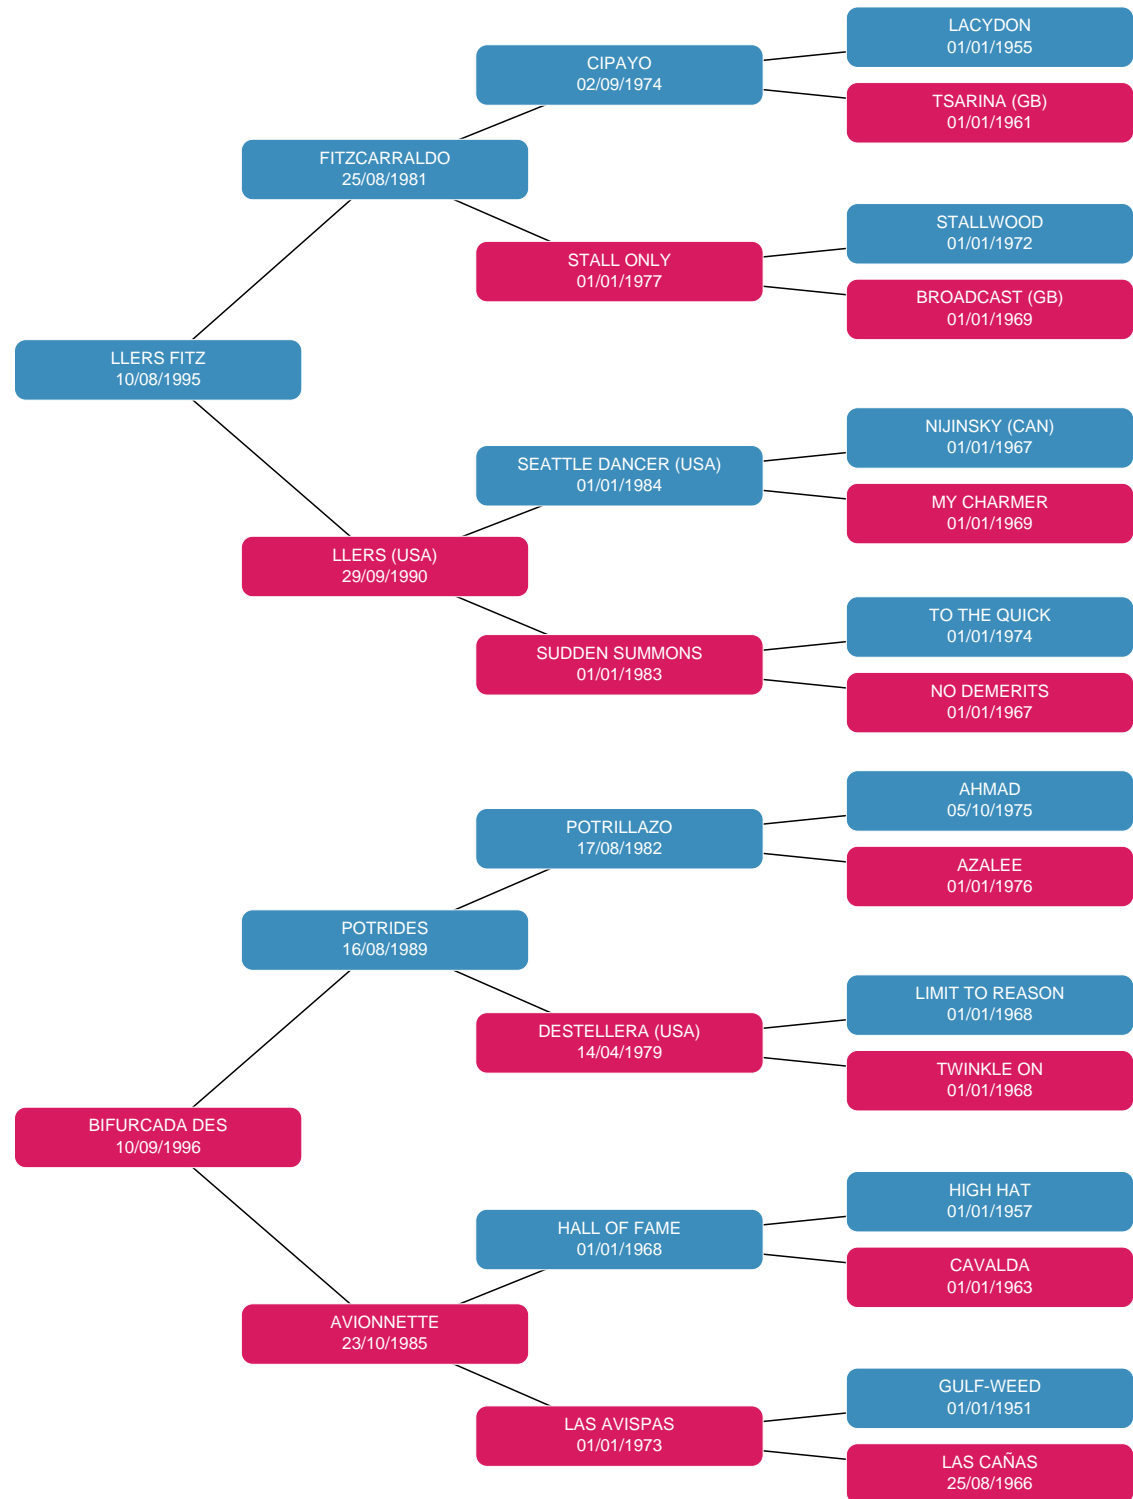 LACYDON
01/01/1955
CIPAYO
02/09/1974
TSARINA (GB)
01/01/1961
FITZCARRALDO
25/08/1981
STALLWOOD
01/01/1972
STALL ONLY
01/01/1977
BROADCAST (GB)
01/01/1969
LLERS FITZ
10/08/1995
NIJINSKY (CAN)
01/01/1967
SEATTLE DANCER (USA)
01/01/1984
MY CHARMER
01/01/1969
LLERS (USA)
29/09/1990
TO THE QUICK
01/01/1974
SUDDEN SUMMONS
01/01/1983
NO DEMERITS
01/01/1967
AHMAD
05/10/1975
POTRILLAZO
17/08/1982
AZALEE
01/01/1976
POTRIDES
16/08/1989
LIMIT TO REASON
01/01/1968
DESTELLERA (USA)
14/04/1979
TWINKLE ON
01/01/1968
BIFURCADA DES
10/09/1996
HIGH HAT
01/01/1957
HALL OF FAME
01/01/1968
CAVALDA
01/01/1963
AVIONNETTE
23/10/1985
GULF-WEED
01/01/1951
LAS AVISPAS
01/01/1973
LAS CAÑAS
25/08/1966